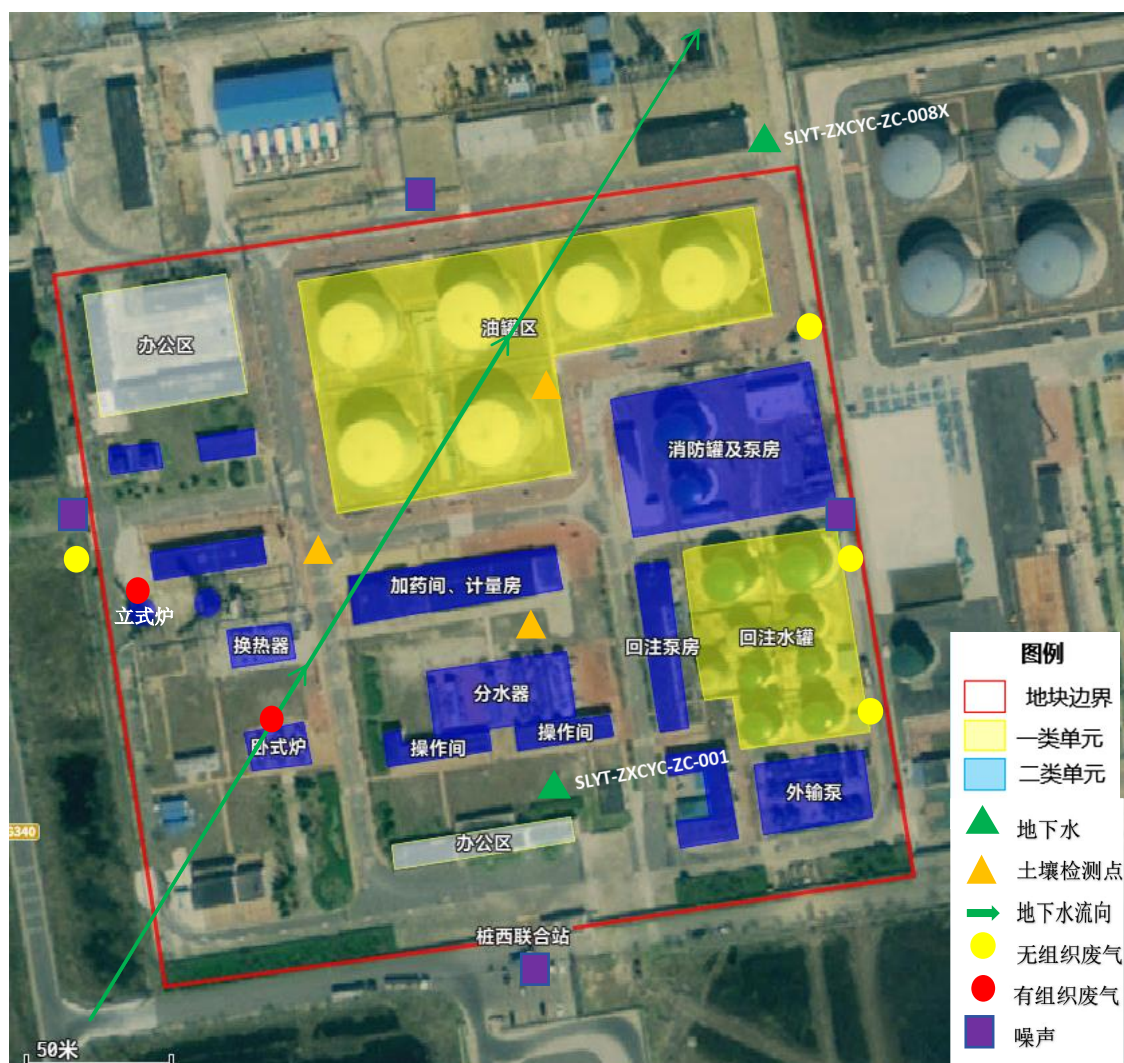 SLYT-ZXCYC-ZC-008X
油罐区
办公区
消防罐及泵房
加药间、计量房
立式炉
换热器
回注泵房
回注水罐
分水器
卧式炉
操作间
操作间
SLYT-ZXCYC-ZC-001
外输泵
办公区
桩西联合站
S340
50米
图例
地块边界
一类单元
二类单元
地下水
土壤检测点
地下水流向
无组织废气
有组织废气
噪声